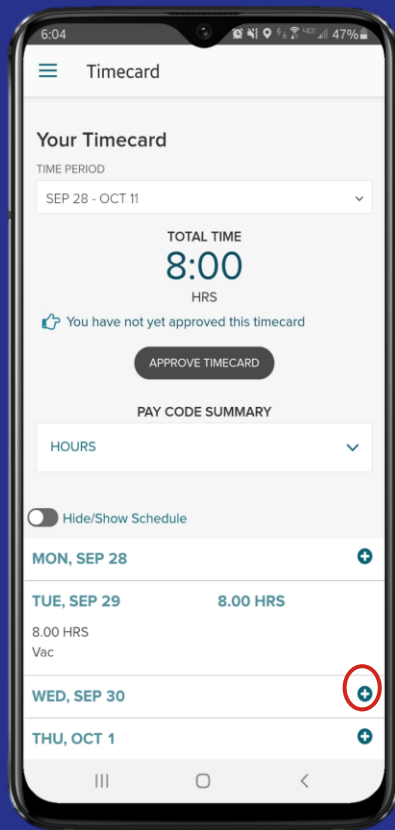 6:04 47%
Timecard
Your Timecard
TIME PERIOD
SEP 28 - OCT 11
TOTAL TIME
8:00
HRS
You have not yet approved this timecard
APPROVE TIMECARD
PAY CODE SUMMARY
HOURS
Hide/Show Schedule
MON, SEP 28
TUE, SEP 29 8.00 HRS
8.00 HRS
Vac
WED, SEP 30
THU, OCT 1